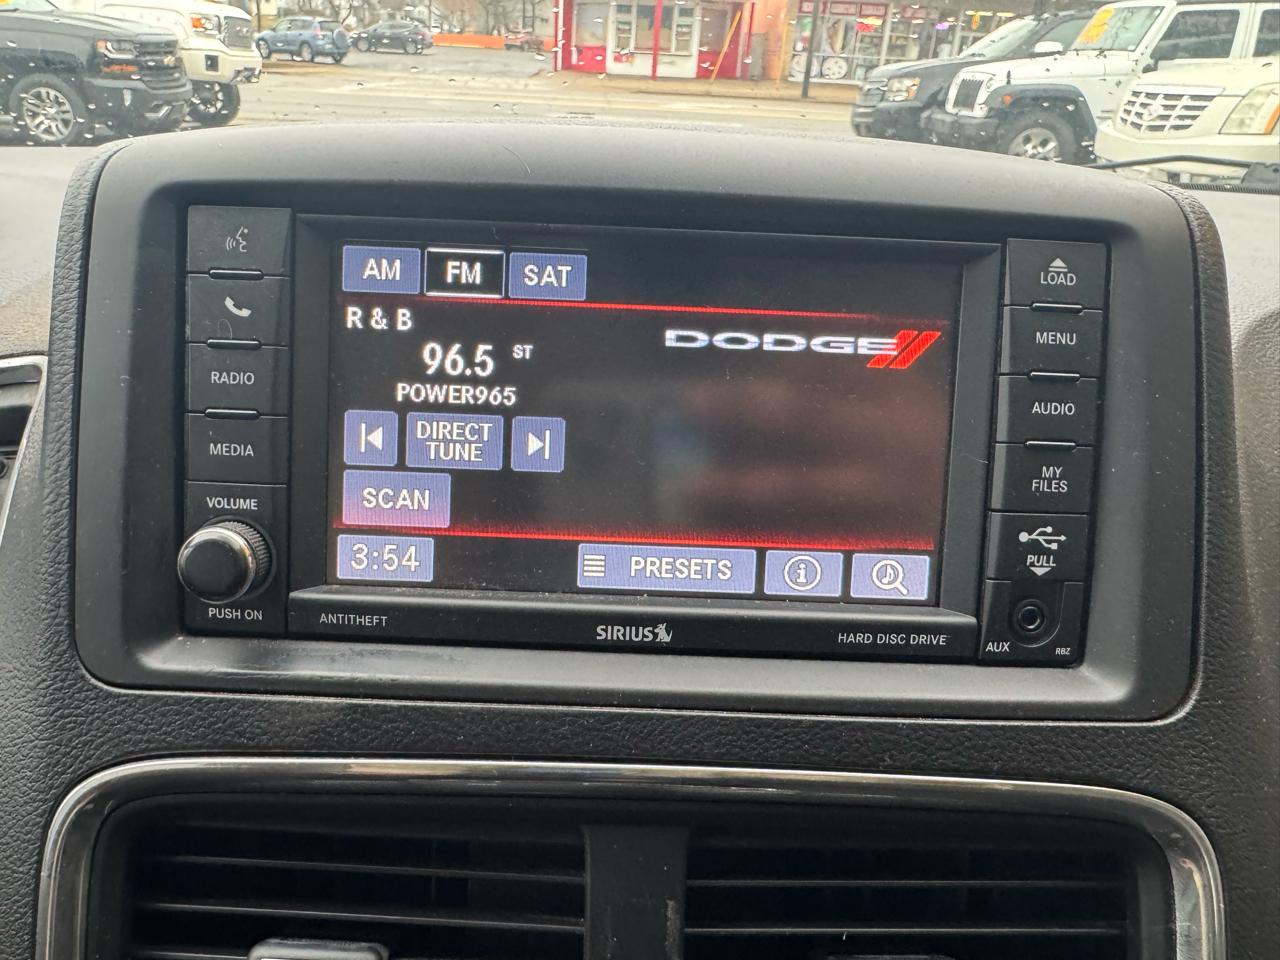 AM
FM
SAT
R & B
DODGE
96.5 ST
POWER965
DIRECT
TUNE
SCAN
3:54
PRESETS
i
RADIO
MEDIA
VOLUME
PUSH ON
LOAD
MENU
AUDIO
MY
FILES
PULL
AUX
RBZ
ANTITHEFT
SIRIUS
HARD DISC DRIVE